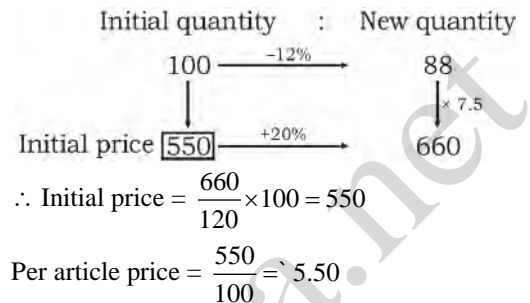 Initial quantity : New quantity
100 –12% 88
× 7.5
Initial price 550 +20% 660
∴ Initial price = 660/120 × 100 = 550
Per article price = 550/100 = ` 5.50
a.net